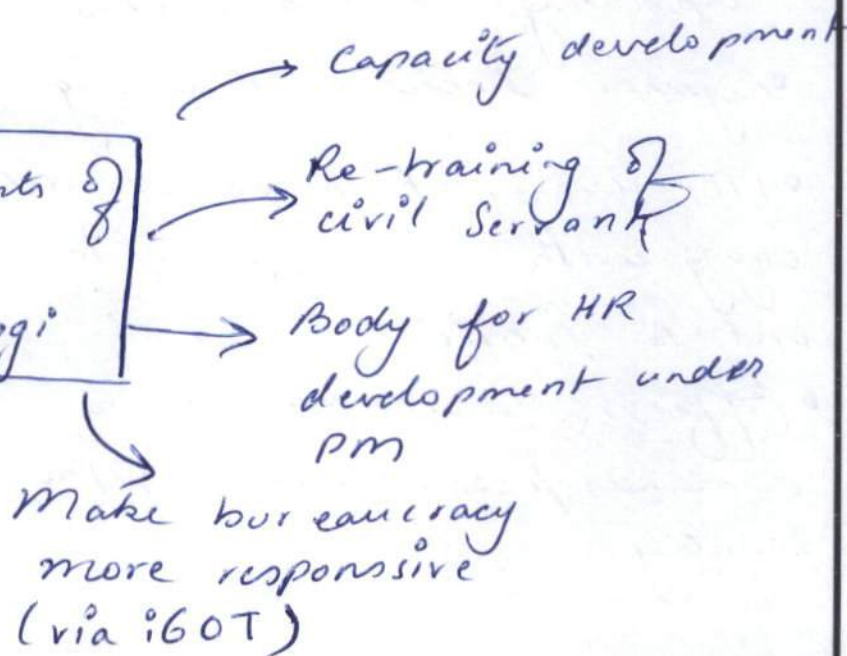 Capacity development
nts of
Re-training of
civil Servant
gi
Body for HR
development under
PM
Make bureaucracy
more responssive
(via iGOT)